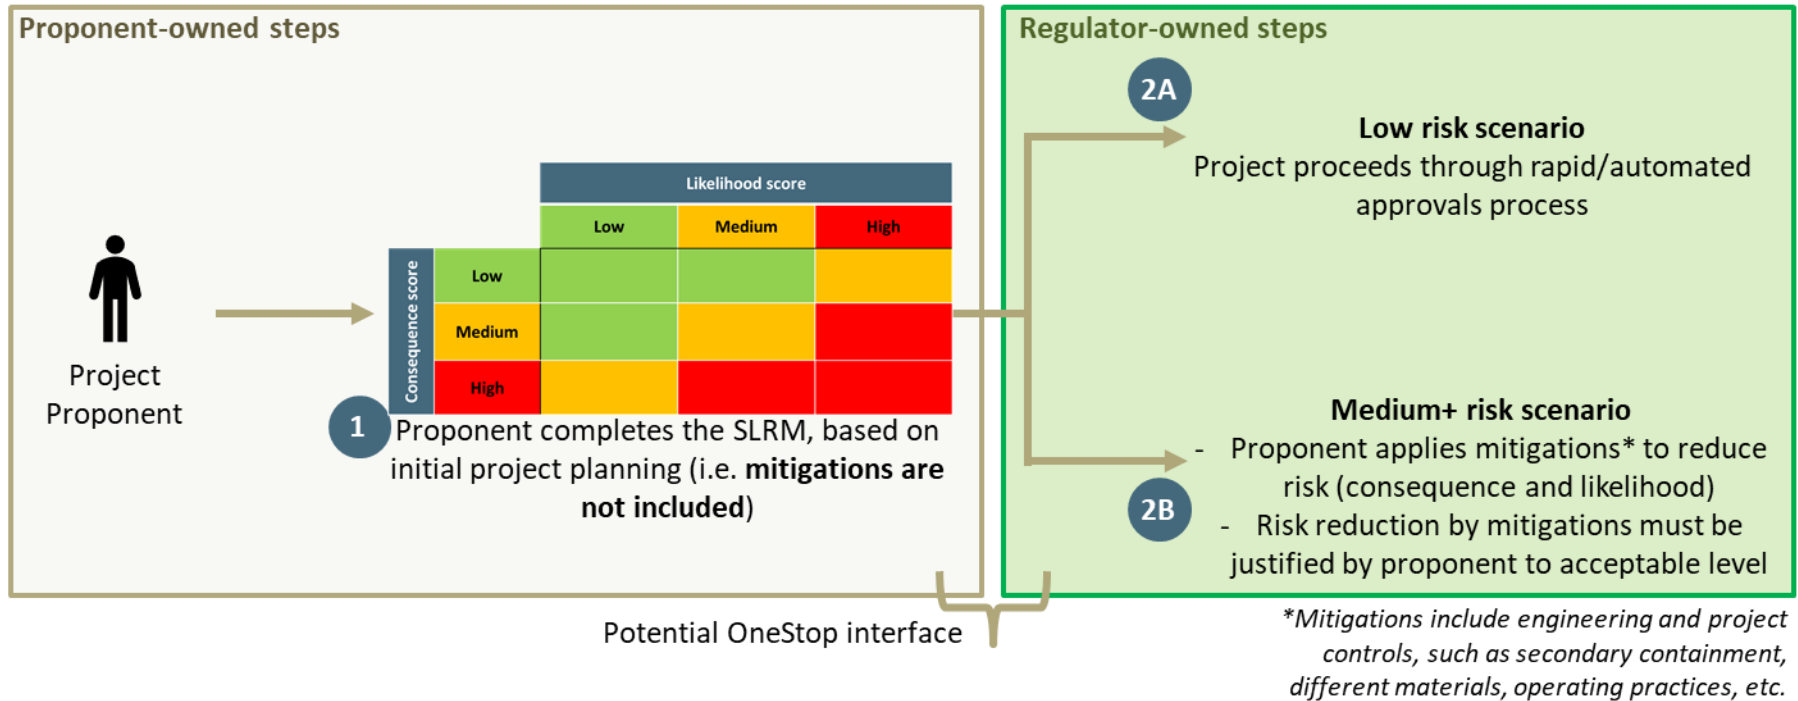 Proponent-owned steps
Project
Proponent
Likelihood score
Low
Medium
High
Consequence score
Low
Medium
High
1
Proponent completes the SLRM, based on
initial project planning (i.e. mitigations are
not included)
Potential OneStop interface
Regulator-owned steps
2A
Low risk scenario
Project proceeds through rapid/automated
approvals process
Medium+ risk scenario
- Proponent applies mitigations* to reduce
risk (consequence and likelihood)
2B
- Risk reduction by mitigations must be
justified by proponent to acceptable level
*Mitigations include engineering and project
controls, such as secondary containment,
different materials, operating practices, etc.